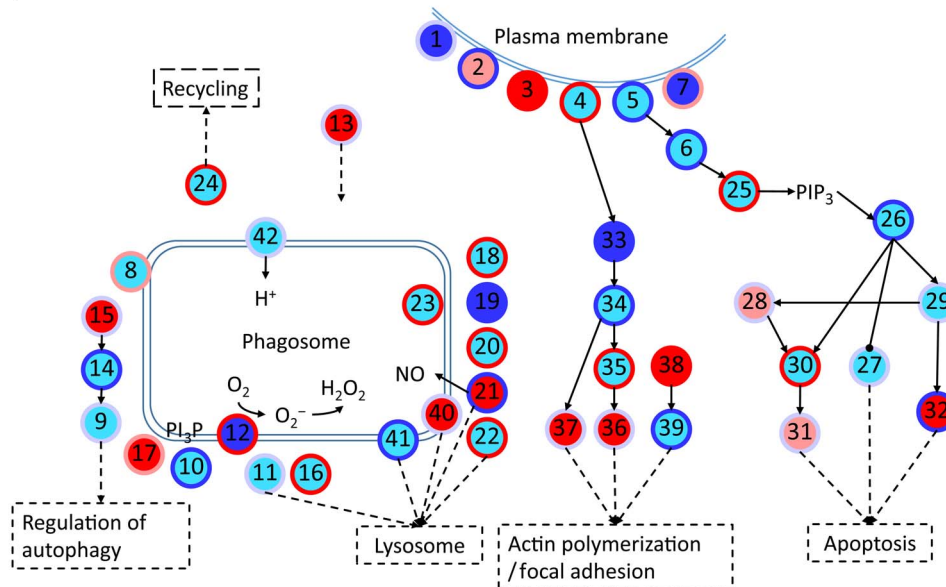 Plasma membrane
1
2
3
4
5
7
Recycling
13
6
24
25
PIP3
26
33
42
8
18
H+
23
19
34
28
29
15
Phagosome
20
14
NO
35
38
30
27
O2
H2O2
21
9
O2−
40
37
36
39
31
32
PI3P
12
41
22
17
10
11
16
Regulation of
autophagy
Lysosome
Actin polymerization
/focal adhesion
Apoptosis